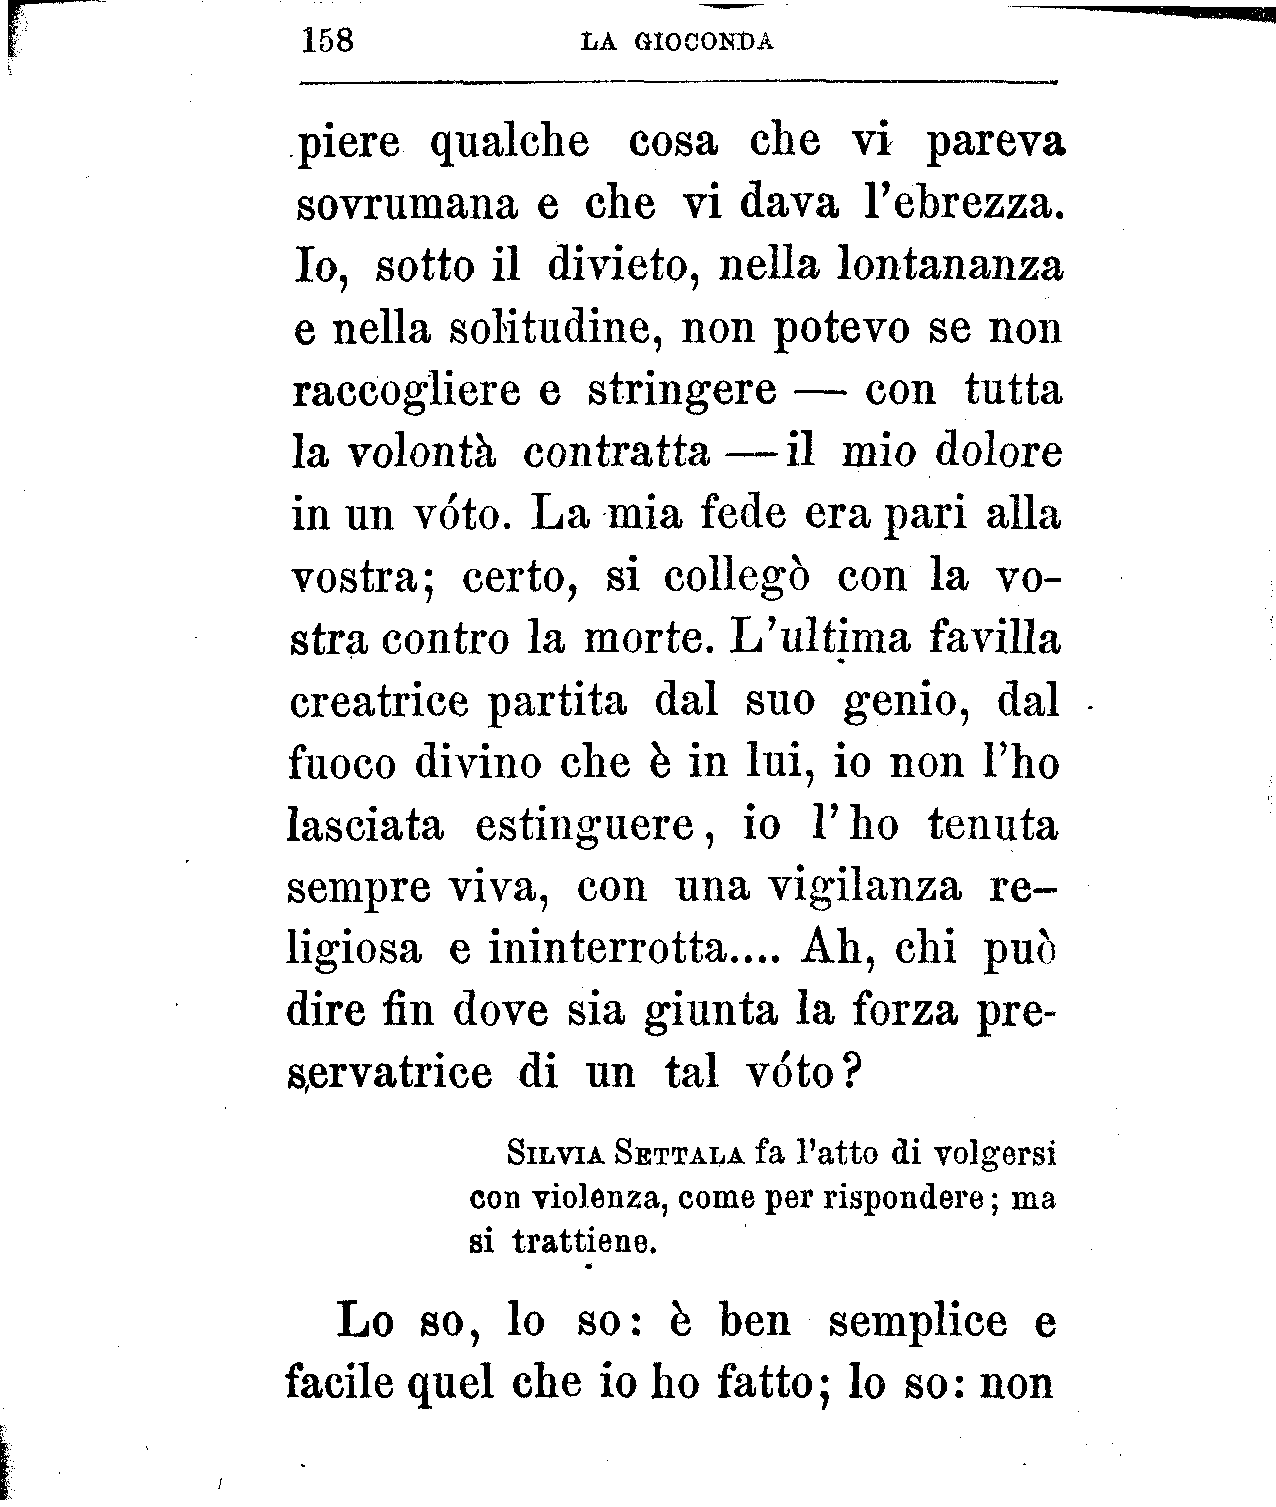 158 LA GIOCONDA
piere qualche cosa che vi pareva
sovrumana e che vi dava l'ebrezza.
Io, sotto il divieto, nella lontananza
e nella solitudine, non potevo se non
raccogliere e stringere — con tutta
la volontà contratta — il mio dolore
in un vóto. La mia fede era pari alla
vostra; certo, si collegò con la vo-
stra contro la morte. L'ultima favilla
creatrice partita dal suo genio, dal
fuoco divino che è in lui, io non l'ho
lasciata estinguere, io l'ho tenuta
sempre viva, con una vigilanza re-
ligiosa e ininterrotta.... Ah, chi può
dire fin dove sia giunta la forza pre-
servatrice di un tal vóto?
SILVIA SETTALA fa l'atto di volgersi
con violenza, come per rispondere; ma
si trattiene.
Lo so, lo so: è ben semplice e
facile quel che io ho fatto; lo so: non